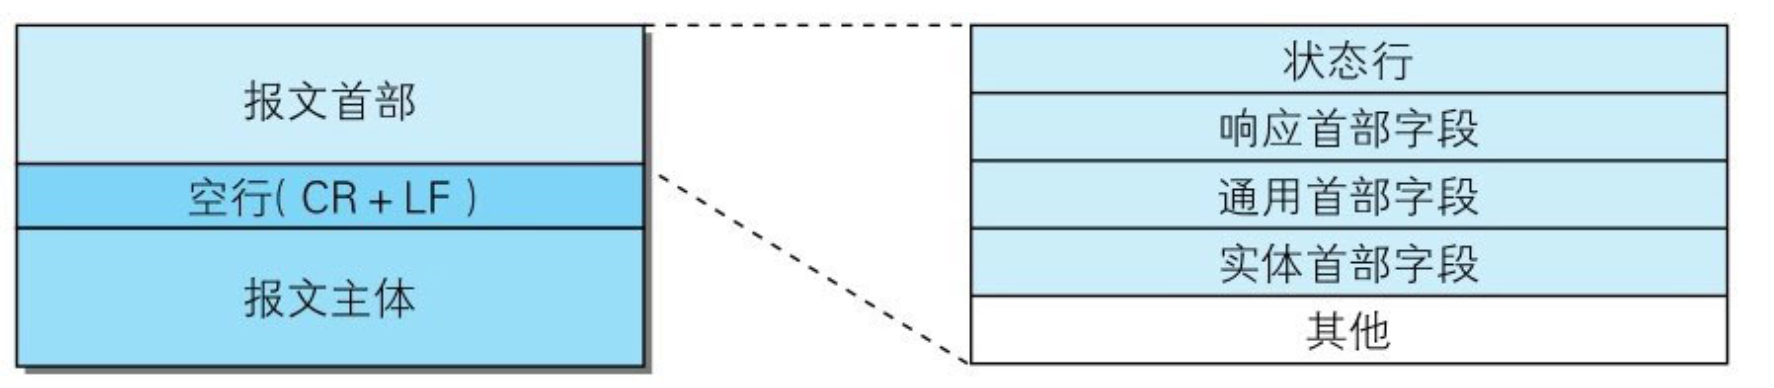 报文首部
空行( CR + LF )
报文主体
状态行
响应首部字段
通用首部字段
实体首部字段
其他